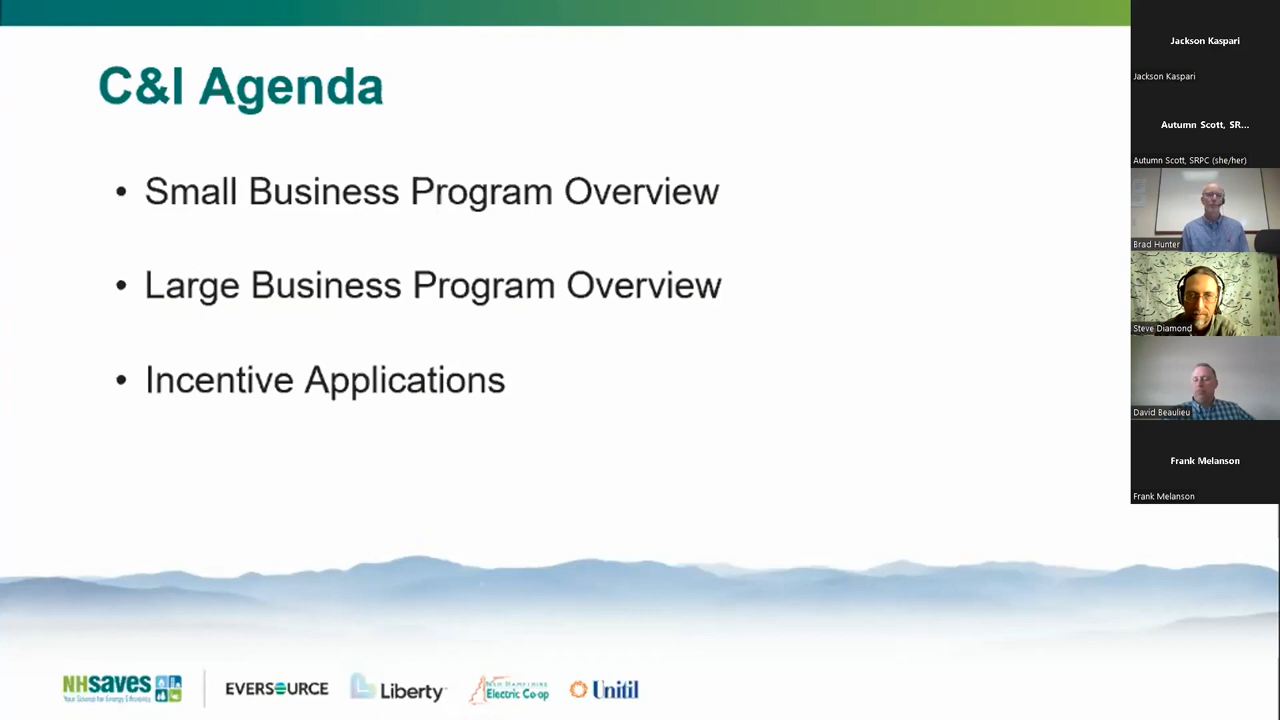 C&I Agenda
• Small Business Program Overview
• Large Business Program Overview
• Incentive Applications
NHsaves
Your Source for Energy Efficiency
EVERSOURCE
Liberty
New Hampshire
Electric Co-op
Unitil
Jackson Kaspari
Jackson Kaspari
Autumn Scott, SR...
Autumn Scott, SRPC (she/her)
Brad Hunter
Steve Diamond
David Beaulieu
Frank Melanson
Frank Melanson